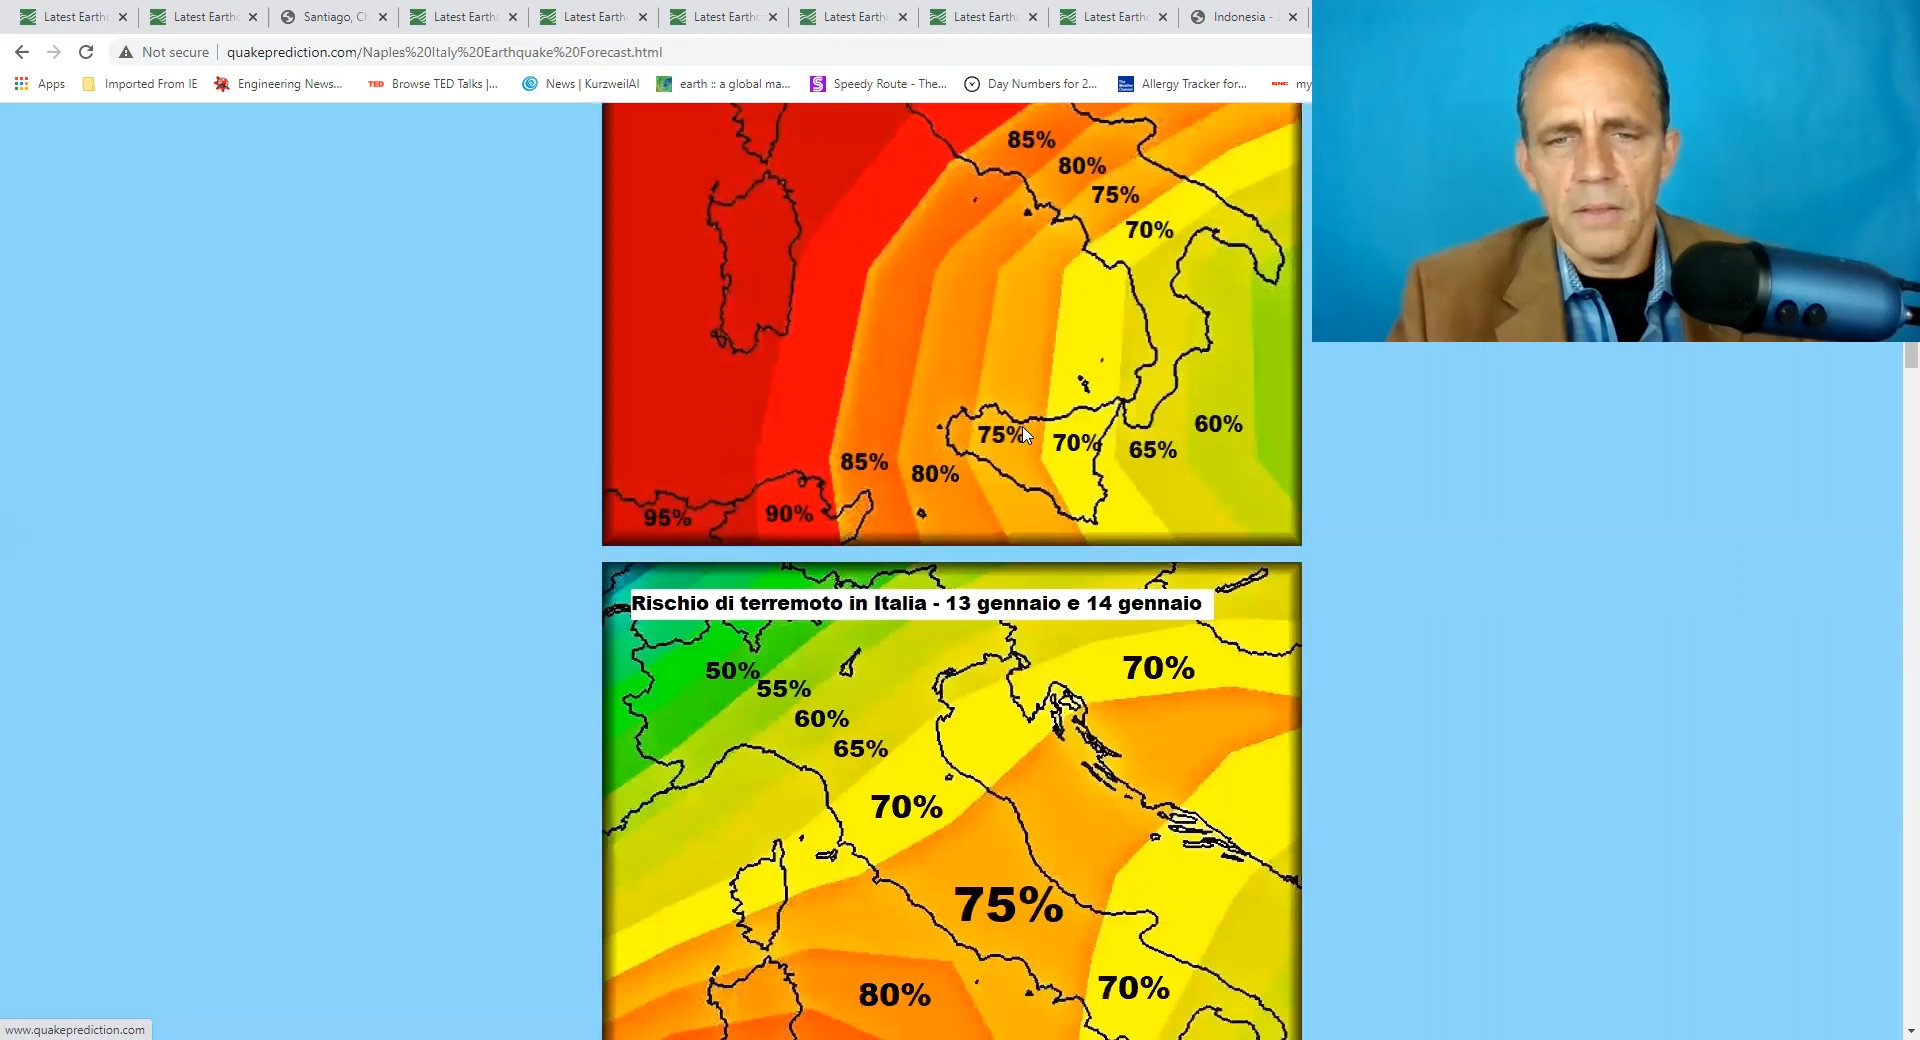 Latest Earth
Latest Earth
Santiago, Ch
Latest Earth
Latest Earth
Latest Earth
Latest Earth
Latest Earth
Latest Earth
Indonesia -
Not secure
quakeprediction.com/Naples%20Italy%20Earthquake%20Forecast.html
Apps
Imported From IE
Engineering News...
TED
Browse TED Talks |...
News | KurzweilAI
earth :: a global ma...
Speedy Route - The...
Day Numbers for 2...
Allergy Tracker for...
my
85%
80%
75%
70%
75%
70%
60%
65%
85%
80%
95%
90%
Rischio di terremoto in Italia - 13 gennaio e 14 gennaio
50%
55%
60%
65%
70%
70%
75%
80%
70%
www.quakeprediction.com